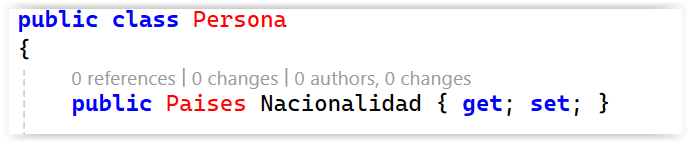 public class Persona
{
0 references | 0 changes | 0 authors, 0 changes
public Paises Nacionalidad { get; set; }